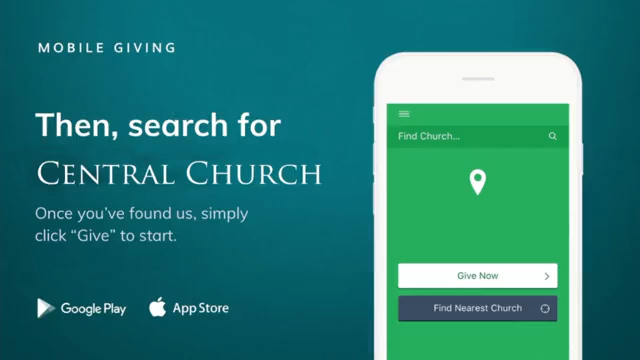 MOBILE GIVING
Then, search for
CENTRAL CHURCH
Once you’ve found us, simply
click “Give” to start.
Google Play
App Store
Find Church...
Give Now
Find Nearest Church